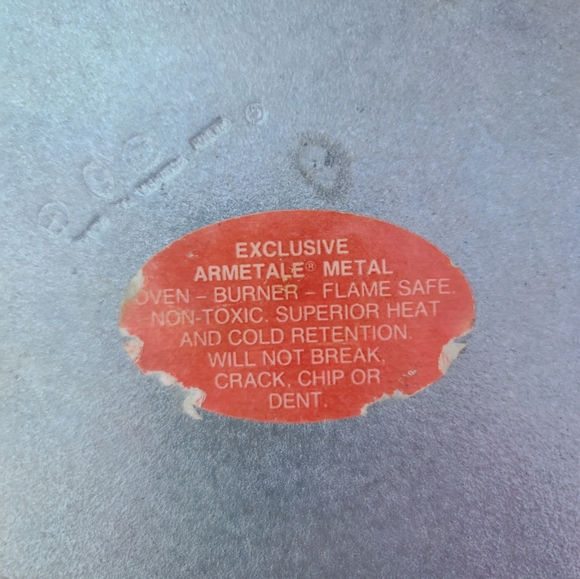 EXCLUSIVE
ARMETALE® METAL
OVEN – BURNER – FLAME SAFE.
NON-TOXIC. SUPERIOR HEAT
AND COLD RETENTION.
WILL NOT BREAK,
CRACK, CHIP OR
DENT.